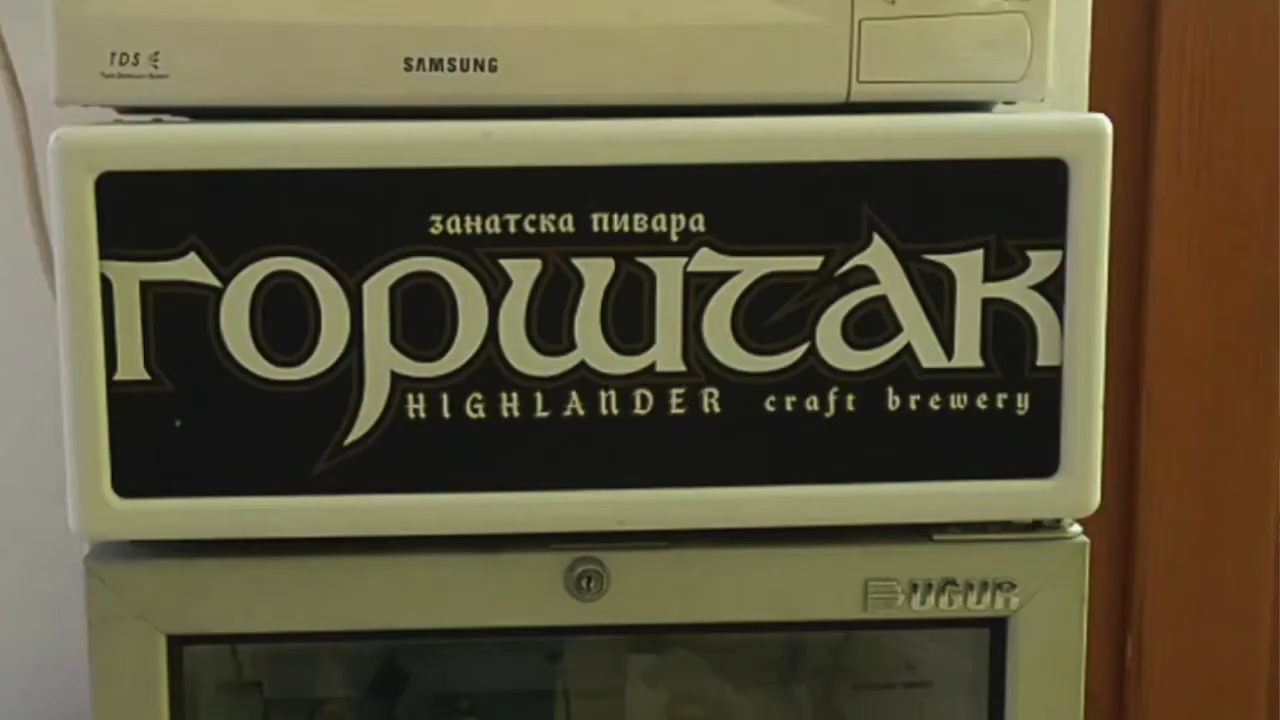 TDS
SAMSUNG
занатска пивара
горштак
HIGHLANDER craft brewery
UGUR